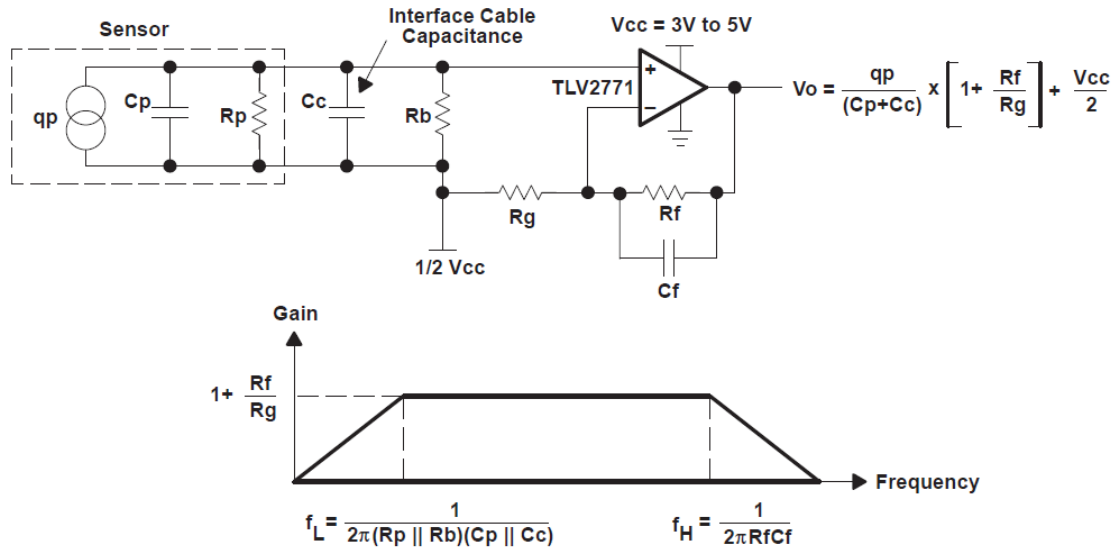 Sensor
Interface Cable
Capacitance
Vcc = 3V to 5V
qp
Cp
Rp
Cc
Rb
+
−
TLV2771
Vo = qp/(Cp+Cc) x [1+ Rf/Rg] + Vcc/2
Rg
Rf
Cf
1/2 Vcc
Gain
1+ Rf/Rg
Frequency
fL = 1/2π(Rp || Rb)(Cp || Cc)
fH = 1/2πRfCf